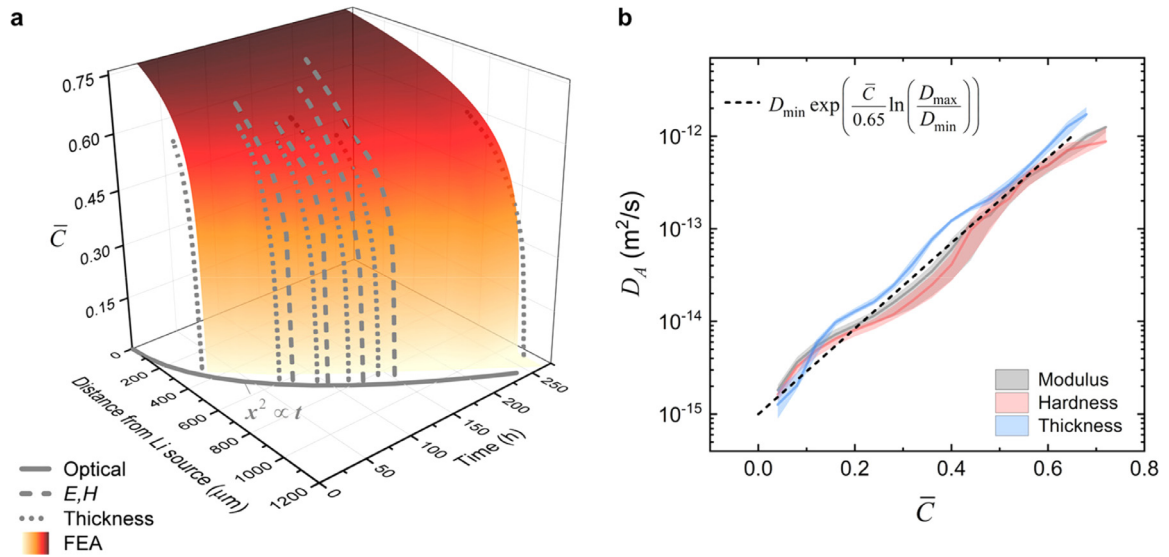 a
0.75
0.60
0.45
0.30
0.15
C̄
0
200
400
600
800
1000
1200
Distance from Li source (μm)
0
50
100
150
200
250
Time (h)
x² ∝ t
Optical
E,H
Thickness
FEA
b
D_min exp( C̄/0.65 ln( D_max/D_min ) )
10⁻¹²
10⁻¹³
10⁻¹⁴
10⁻¹⁵
D_A (m²/s)
Modulus
Hardness
Thickness
0.0 0.2 0.4 0.6 0.8
C̄